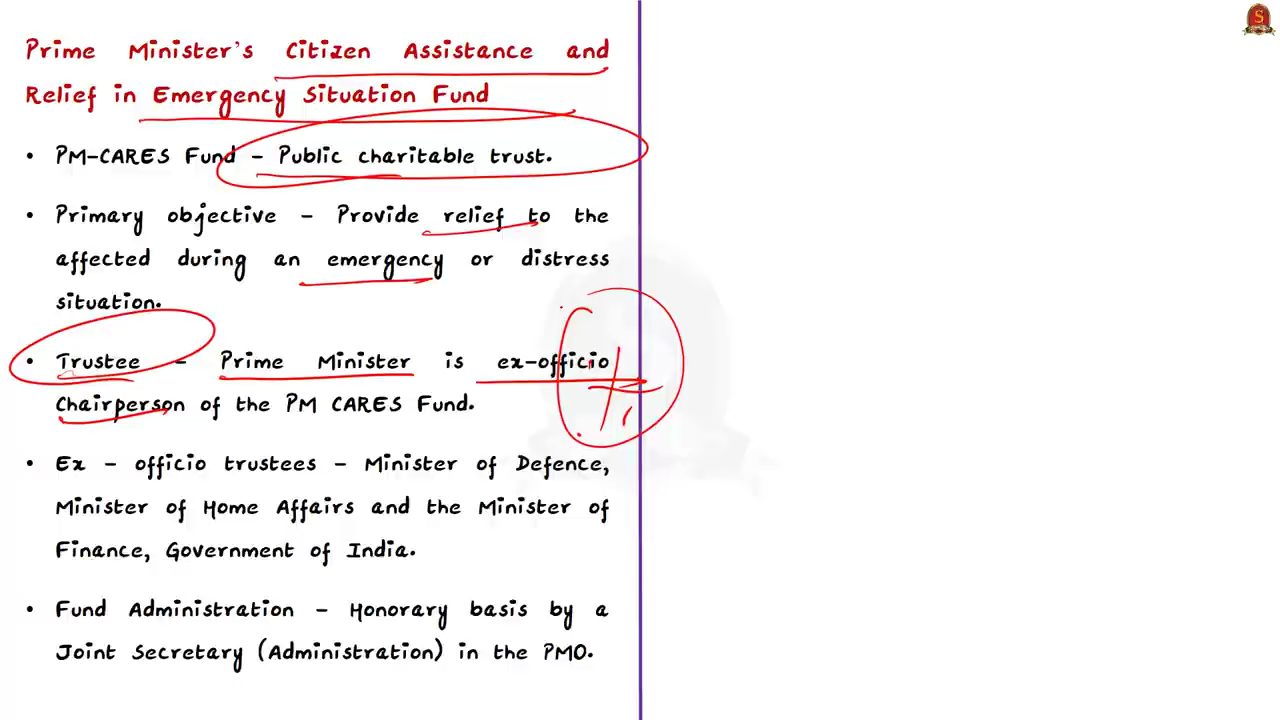 Prime Minister's Citizen Assistance and
Relief in Emergency Situation Fund
• PM-CARES Fund - Public charitable trust.
• Primary objective - Provide relief to the
affected during an emergency or distress
situation.
• Trustee - Prime Minister is ex-officio
Chairperson of the PM CARES Fund.
• Ex - officio trustees - Minister of Defence,
Minister of Home Affairs and the Minister of
Finance, Government of India.
• Fund Administration - Honorary basis by a
Joint Secretary (Administration) in the PMO.